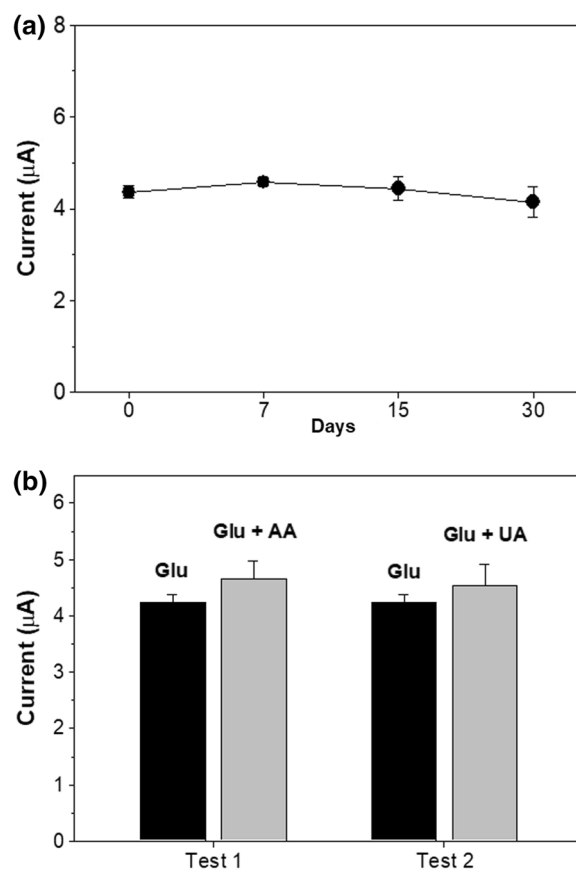 (a)
8
6
4
2
0
Current (μA)
0 7 15 30
Days
(b)
6
5
4
3
2
1
0
Current (μA)
Glu
Glu + AA
Glu
Glu + UA
Test 1 Test 2